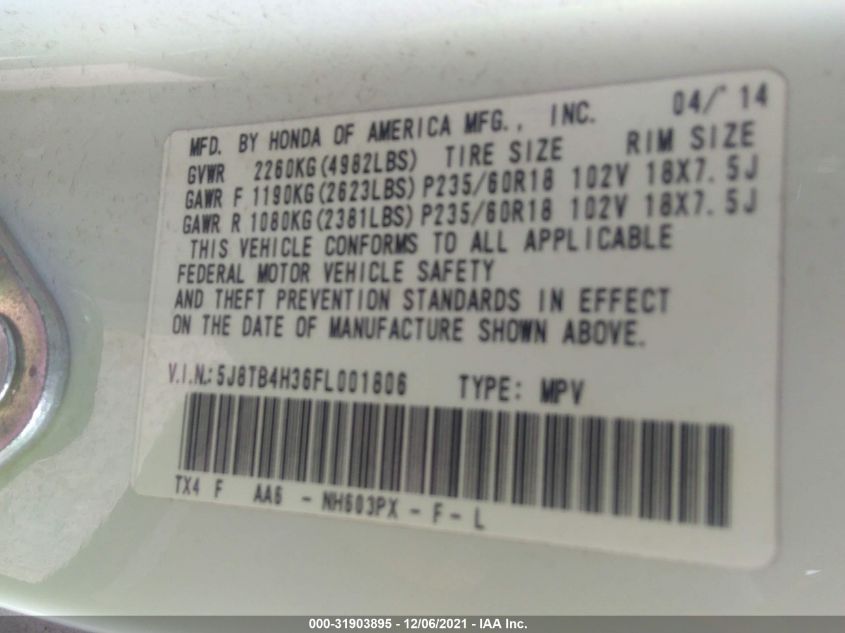 04/'14
MFD. BY HONDA OF AMERICA MFG., INC.
GVWR 2260KG(4982LBS) TIRE SIZE RIM SIZE
GAWR F 1190KG(2623LBS) P235/60R18 102V 18X7.5J
GAWR R 1080KG(2381LBS) P235/60R18 102V 18X7.5J
THIS VEHICLE CONFORMS TO ALL APPLICABLE
FEDERAL MOTOR VEHICLE SAFETY
AND THEFT PREVENTION STANDARDS IN EFFECT
ON THE DATE OF MANUFACTURE SHOWN ABOVE.
V.I.N.: 5J8TB4H36FL001806 TYPE: MPV
TX4 F AA6 - NH603PX - F - L
000-31903895 - 12/06/2021 - IAA Inc.